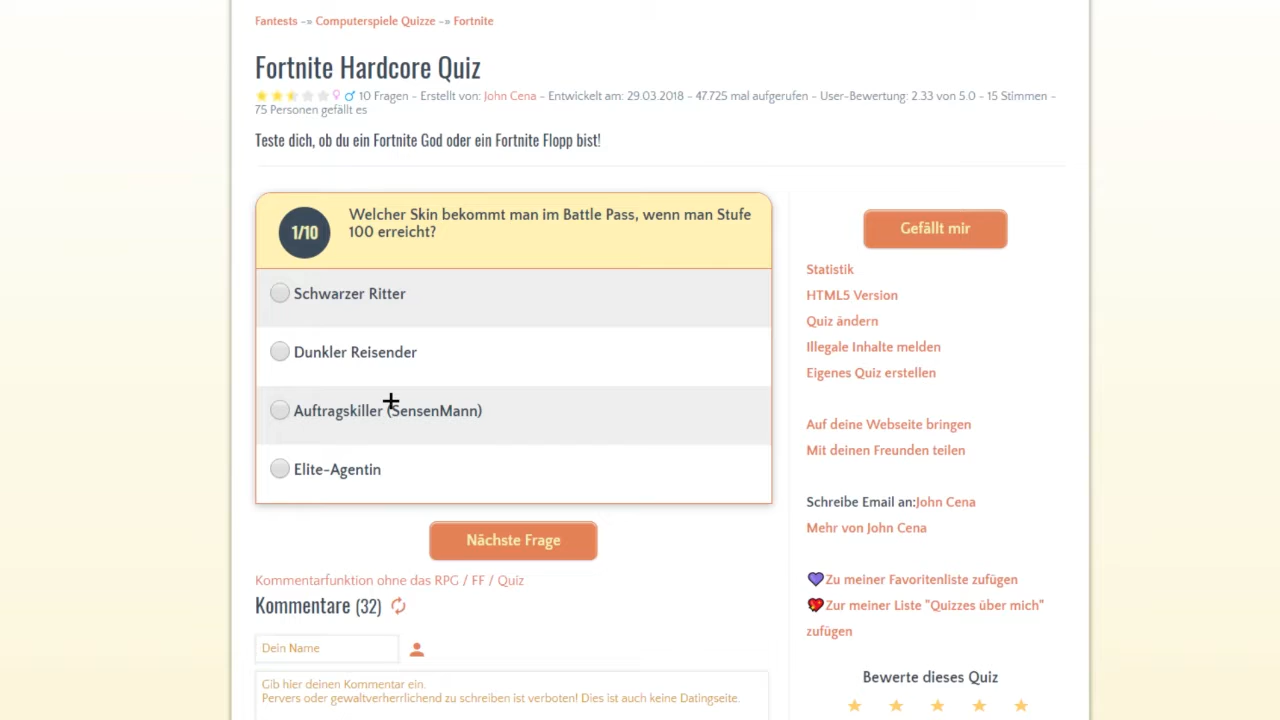 Fantests -» Computerspiele Quizze -» Fortnite
Fortnite Hardcore Quiz
10 Fragen - Erstellt von: John Cena - Entwickelt am: 29.03.2018 - 47.725 mal aufgerufen - User-Bewertung: 2.33 von 5.0 - 15 Stimmen -
75 Personen gefällt es
Teste dich, ob du ein Fortnite God oder ein Fortnite Flopp bist!
1/10
Welcher Skin bekommt man im Battle Pass, wenn man Stufe
100 erreicht?
Schwarzer Ritter
Dunkler Reisender
Auftragskiller (SensenMann)
Elite-Agentin
Nächste Frage
Kommentarfunktion ohne das RPG / FF / Quiz
Kommentare (32)
Dein Name
Gib hier deinen Kommentar ein.
Pervers oder gewaltverherrlichend zu schreiben ist verboten! Dies ist auch keine Datingseite.
Gefällt mir
Statistik
HTML5 Version
Quiz ändern
Illegale Inhalte melden
Eigenes Quiz erstellen
Auf deine Webseite bringen
Mit deinen Freunden teilen
Schreibe Email an:John Cena
Mehr von John Cena
Zu meiner Favoritenliste zufügen
Zur meiner Liste "Quizzes über mich"
zufügen
Bewerte dieses Quiz